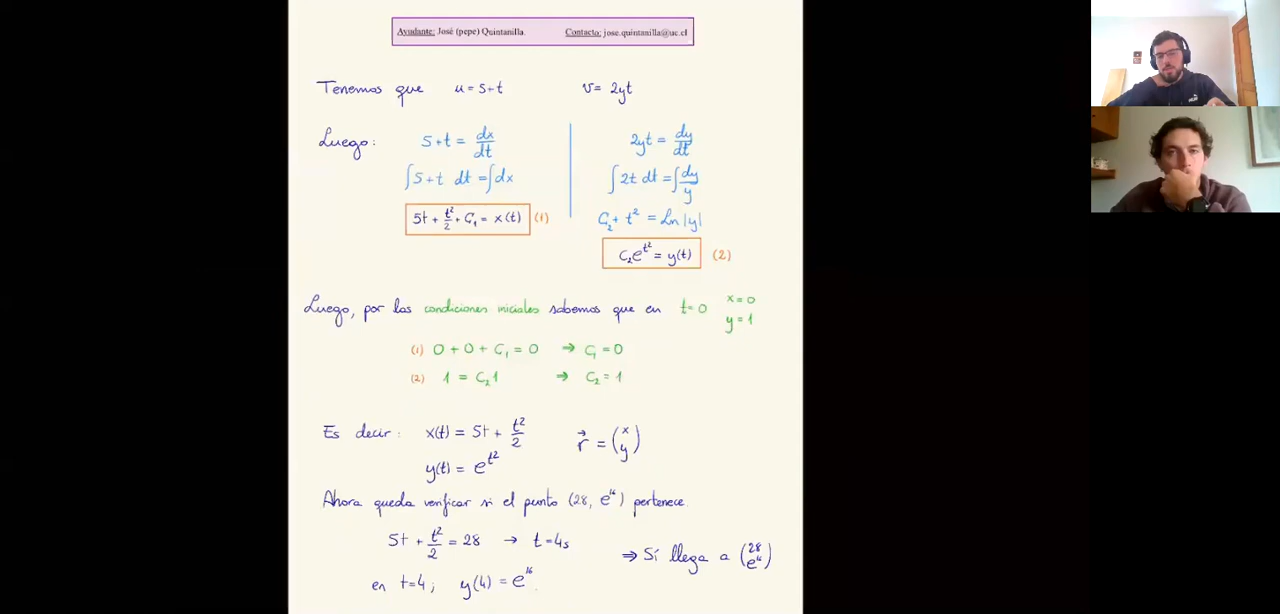 Ayudante: José (pepe) Quintanilla. Contacto: jose.quintanilla@uc.cl
Tenemos que u = 5+t v = 2yt
Luego: 5+t = dx/dt 2yt = dy/dt
∫5+t dt = ∫dx ∫2t dt = ∫dy/y
5t + t²/2 + C₁ = x(t) (1) C₂ + t² = Ln|y|
C₂e^t² = y(t) (2)
Luego, por las condiciones iniciales sabemos que en t=0 x=0
y=1
(1) 0 + 0 + C₁ = 0 → C₁ = 0
(2) 1 = C₂1 → C₂ = 1
Es decir: x(t) = 5t + t²/2 r⃗ = (x y)
y(t) = e^t²
Ahora queda verificar si el punto (28, e^16) pertenece.
5t + t²/2 = 28 → t=4s ⇒ Sí llega a (28 e^16)
en t=4; y(4) = e^16.